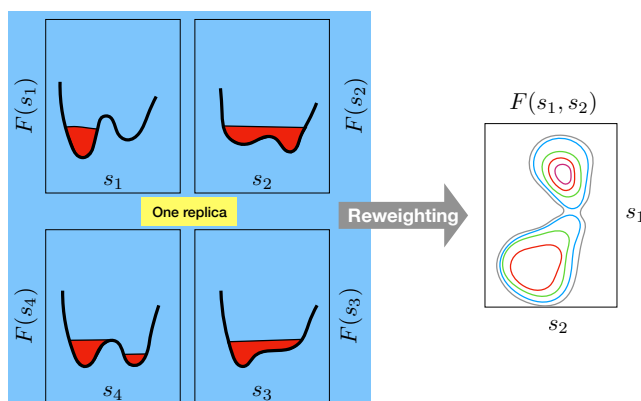 F(s₁)
s₁
F(s₂)
s₂
One replica
Reweighting
F(s₄)
s₄
F(s₃)
s₃
F(s₁, s₂)
s₁
s₂